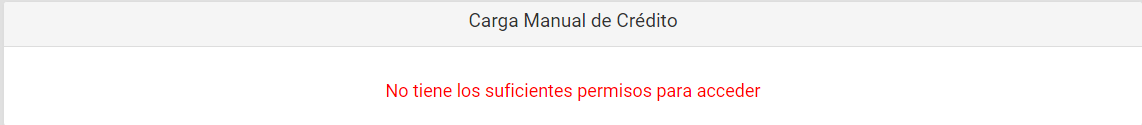 Carga Manual de Crédito
No tiene los suficientes permisos para acceder